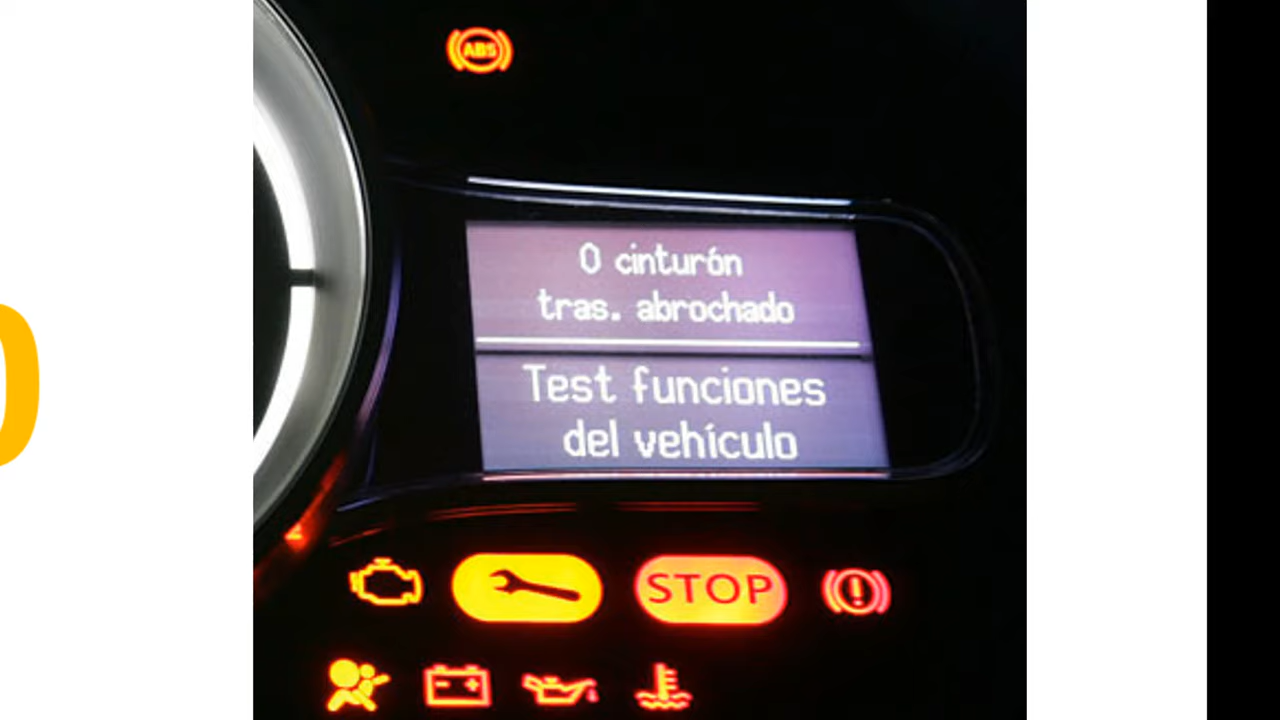 ABS
0 cinturón
tras. abrochado
Test funciones
del vehículo
STOP